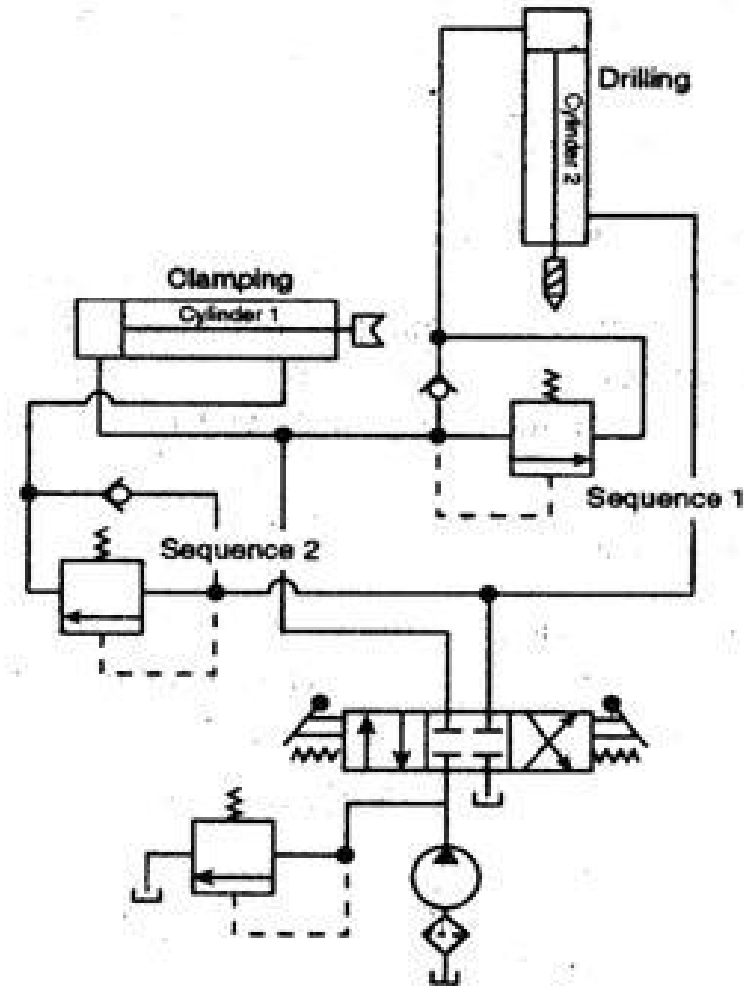 Drilling
Cylinder 2
Clamping
Cylinder 1
Sequence 1
Sequence 2